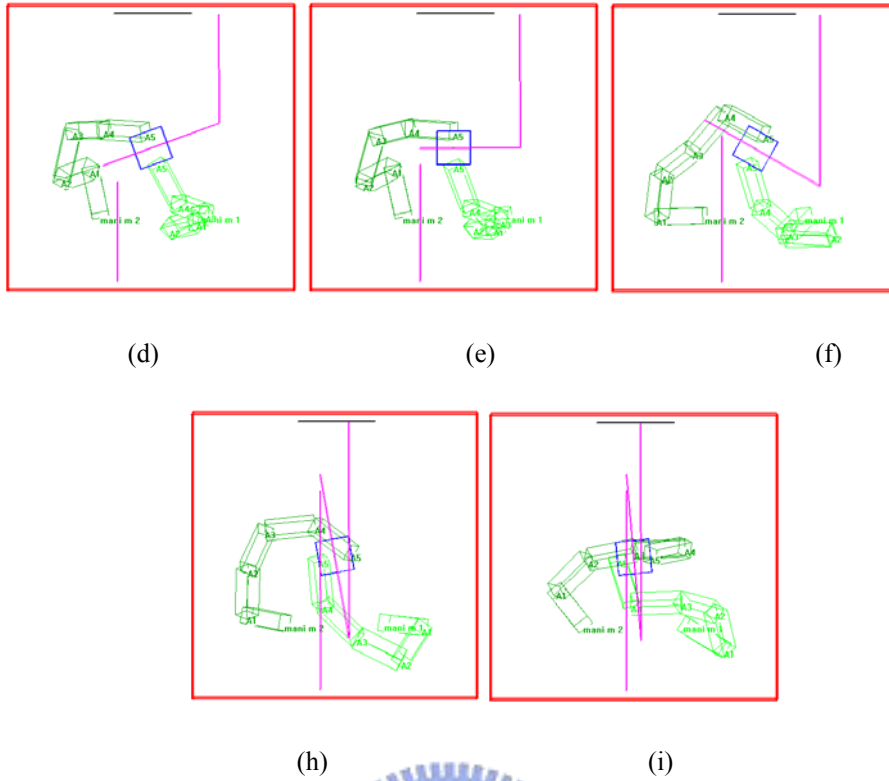 A3 A4 A5
A2 A1 A5
mani m 2 A4
A2 A1
A3 A4 A5
A2 A1 A5
mani m 2 A4 mani m 1
A2 A1
A4
A5
A3
A2
A1 mani m 2 A4 mani m 1
A3 A2
(d) (e) (f)
A3 A4
A5
A2 A5
A1 A4
mani m 2 mani m 1 A1
A3
A2
A3 A4
A2 A5
A1
A1 A3
A2
mani m 2 mani m 1
A1
(h) (i)